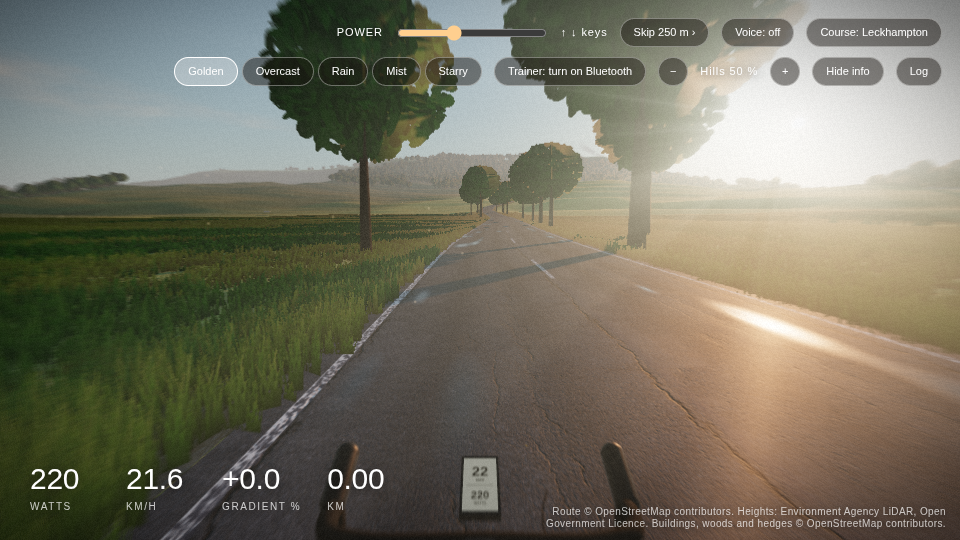 POWER ↑ ↓ keys Skip 250 m › Voice: off Course: Leckhampton
Golden Overcast Rain Mist Starry Trainer: turn on Bluetooth − Hills 50 % + Hide info Log
22
220
220 21.6 +0.0 0.00
WATTS KM/H GRADIENT % KM
Route © OpenStreetMap contributors. Heights: Environment Agency LiDAR, Open
Government Licence. Buildings, woods and hedges © OpenStreetMap contributors.